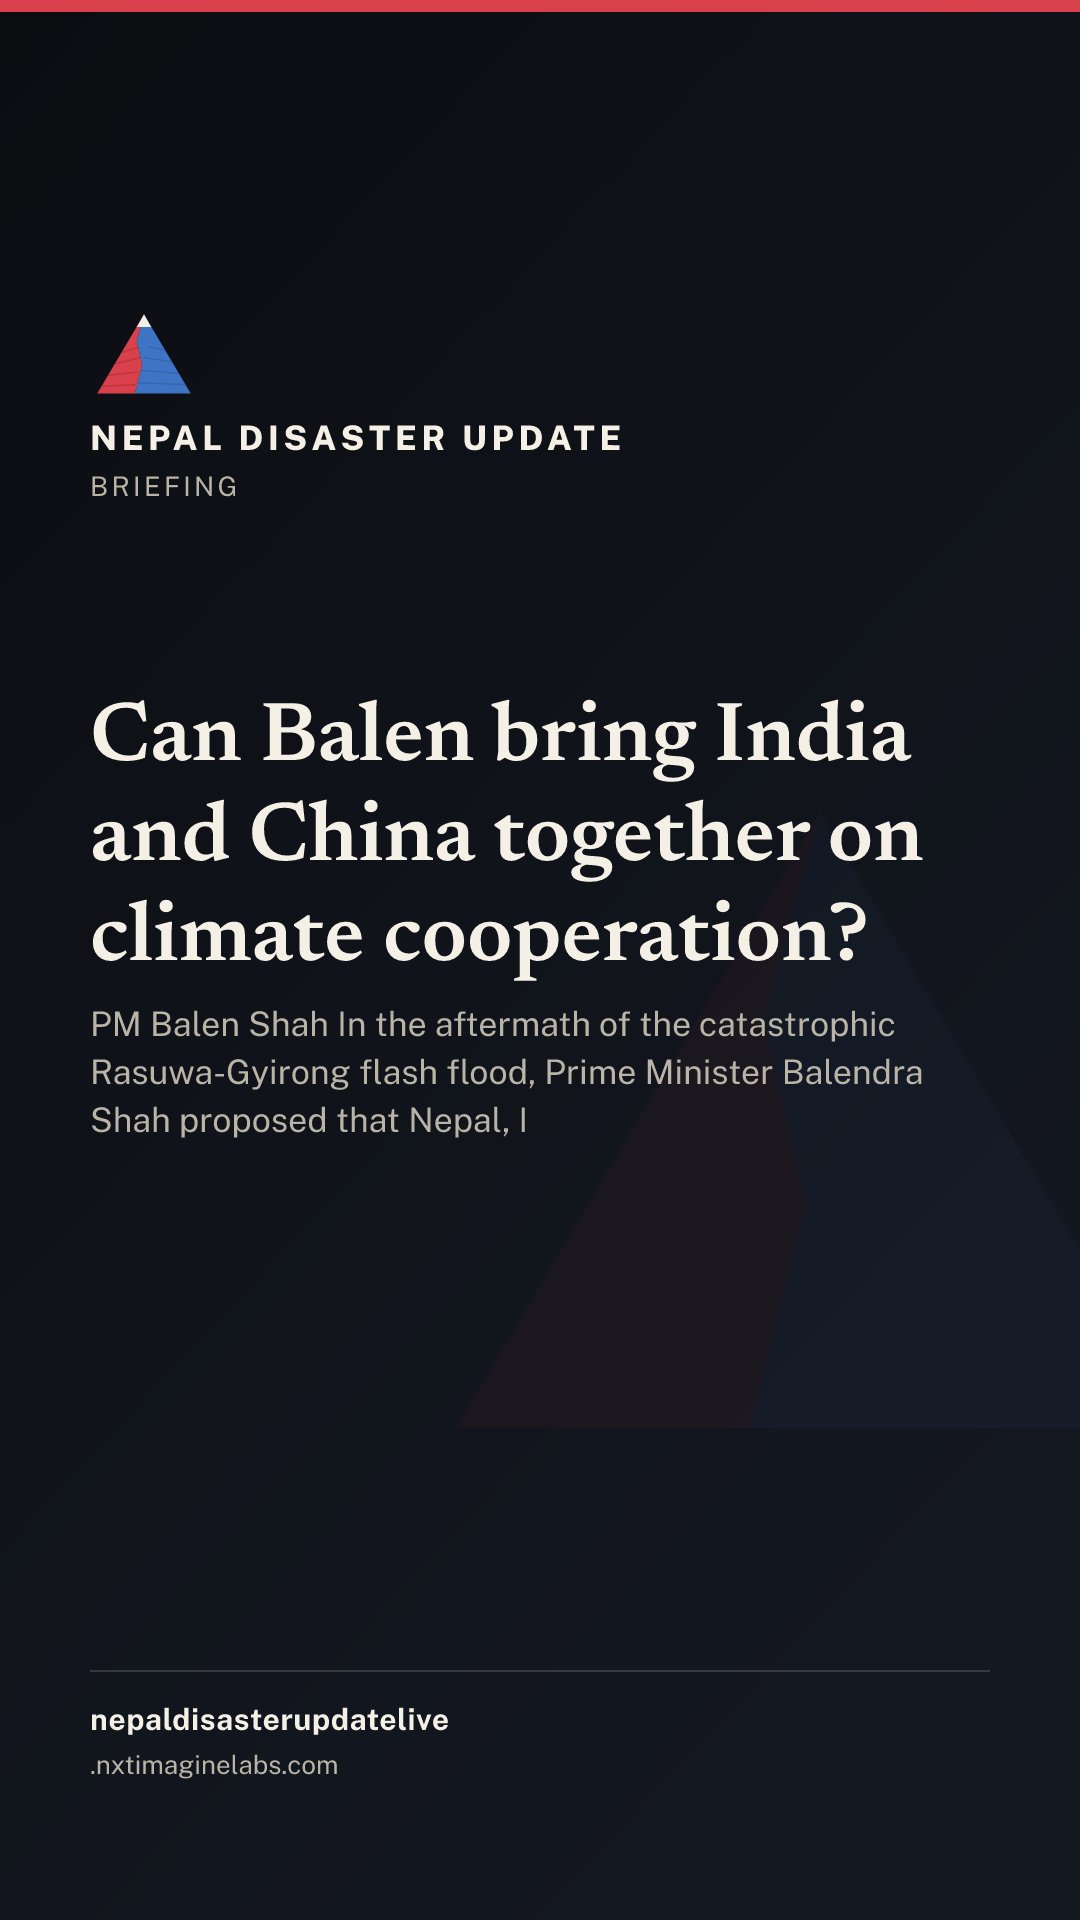 NEPAL DISASTER UPDATE
BRIEFING
Can Balen bring India
and China together on
climate cooperation?
PM Balen Shah In the aftermath of the catastrophic
Rasuwa-Gyirong flash flood, Prime Minister Balendra
Shah proposed that Nepal, I
nepaldisasterupdatelive
.nxtimaginelabs.com